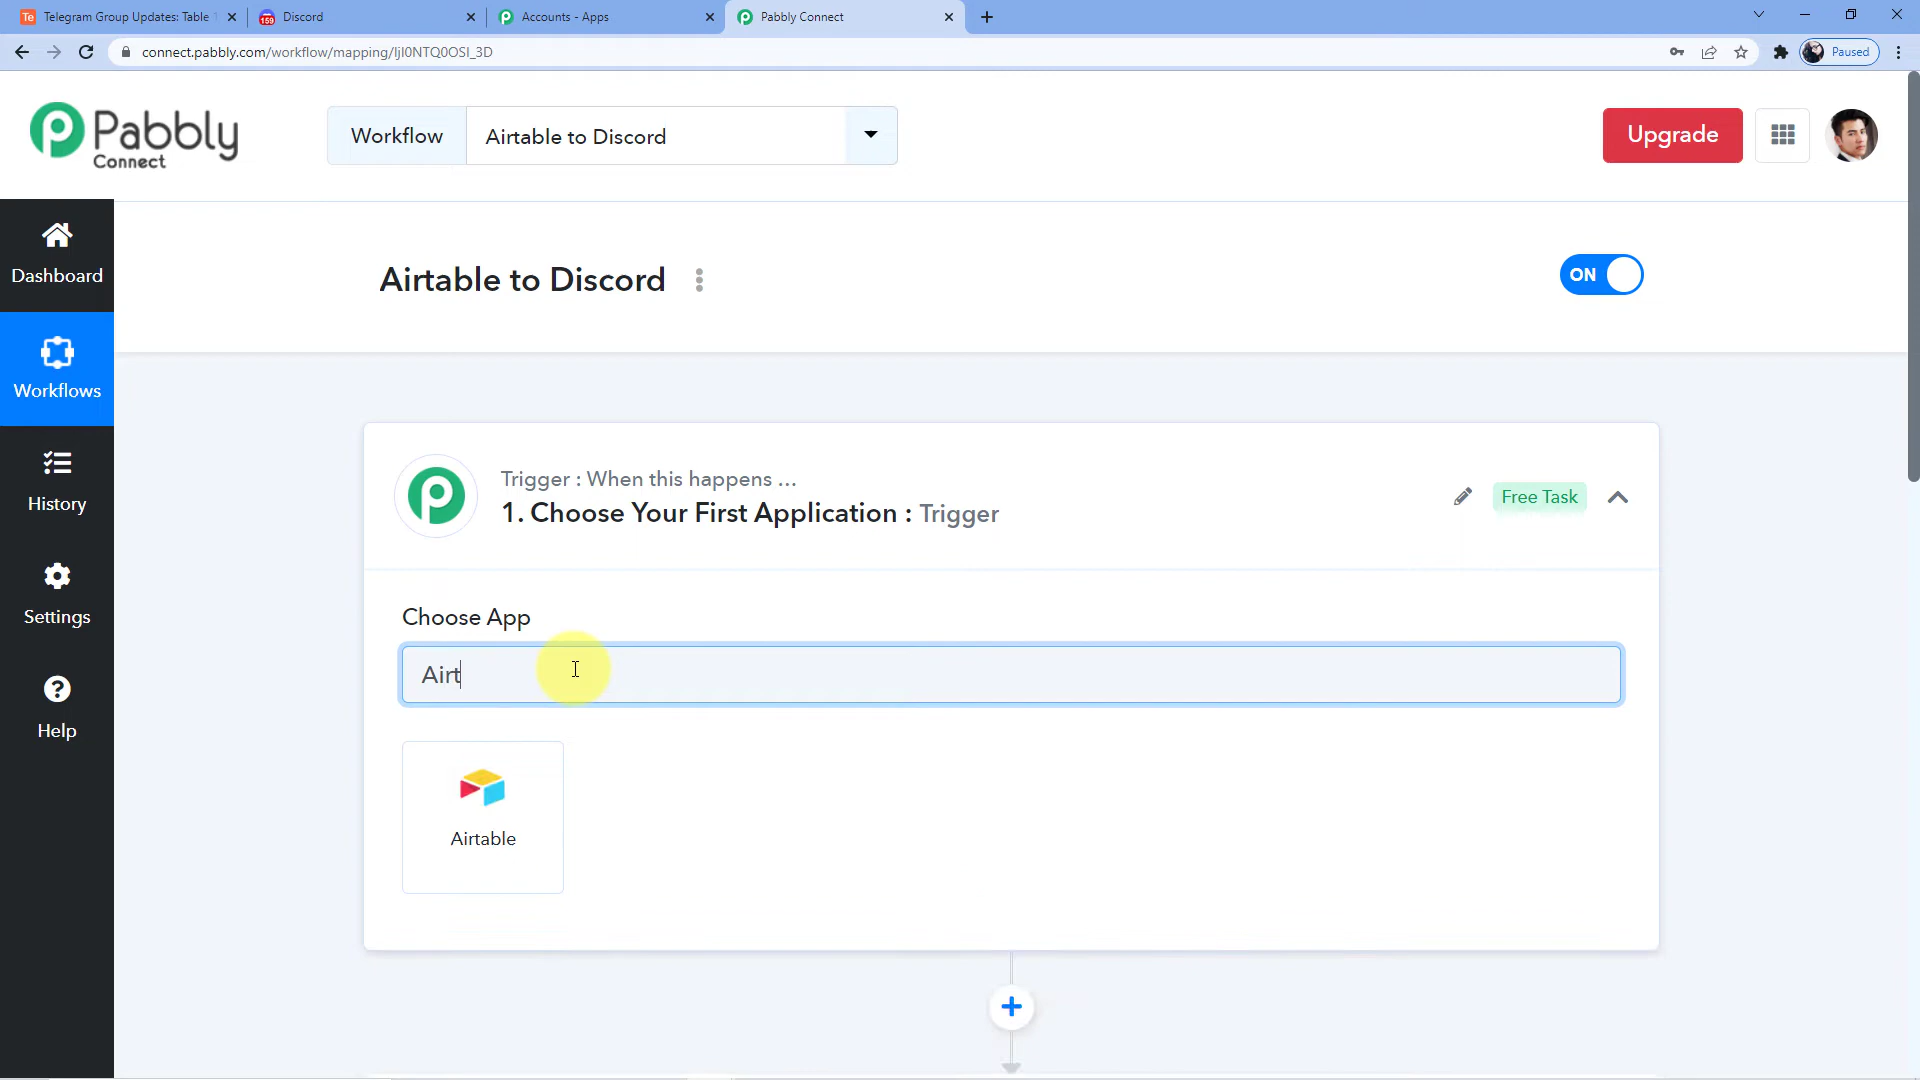 Telegram Group Updates: Table
Discord
Accounts - Apps
Pabbly Connect
connect.pabbly.com/workflow/mapping/IjI0NTQ0OSI_3D
Paused
Pabbly
Connect
Workflow
Airtable to Discord
Upgrade
Dashboard
Workflows
History
Settings
Help
Airtable to Discord
ON
Trigger : When this happens ...
1. Choose Your First Application : Trigger
Free Task
Choose App
Airt
Airtable